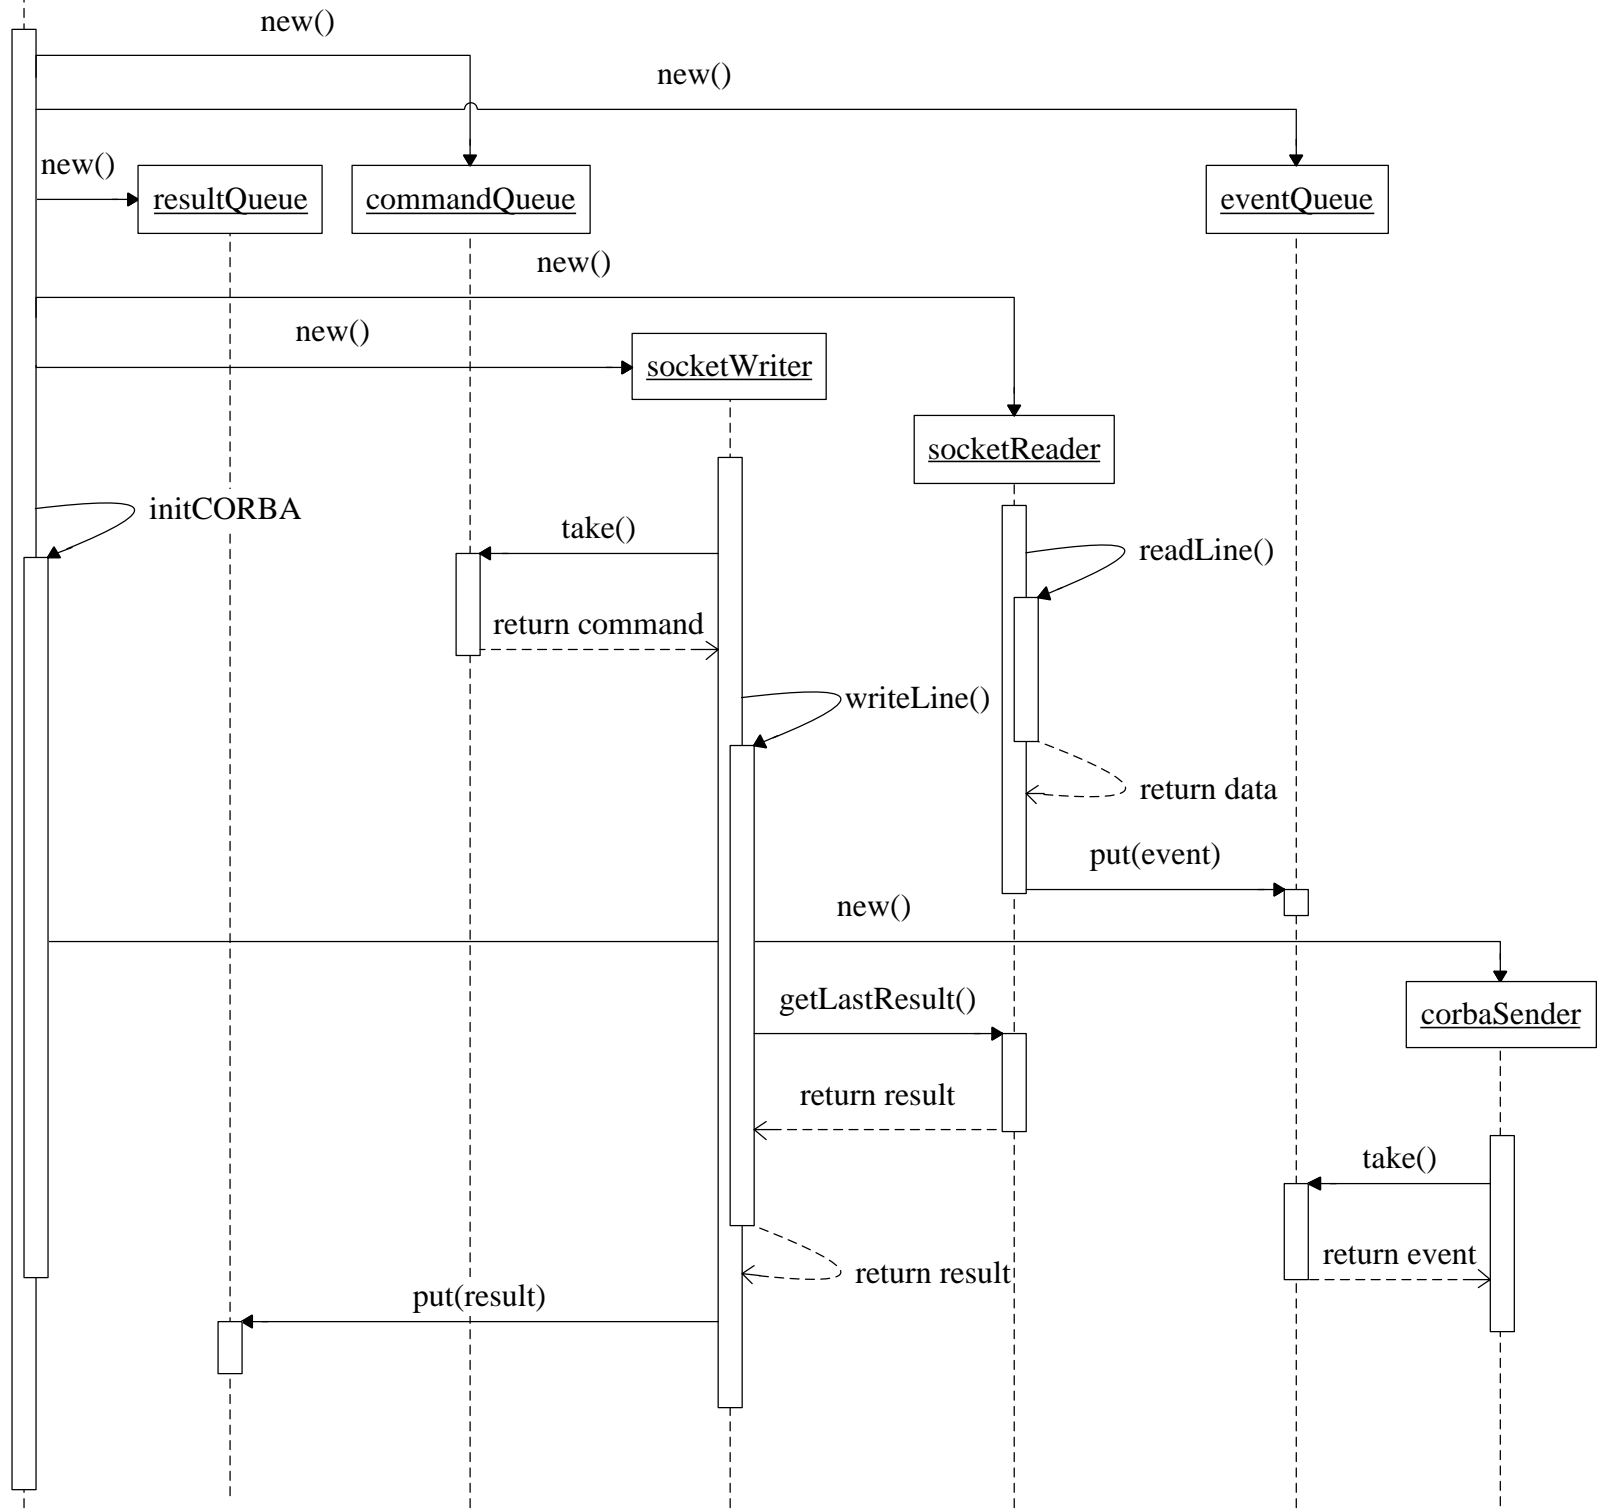 new()
new()
new()
resultQueue
commandQueue
eventQueue
new()
new()
socketWriter
socketReader
initCORBA
take()
readLine()
return command
writeLine()
return data
put(event)
new()
getLastResult()
corbaSender
return result
take()
return event
return result
put(result)